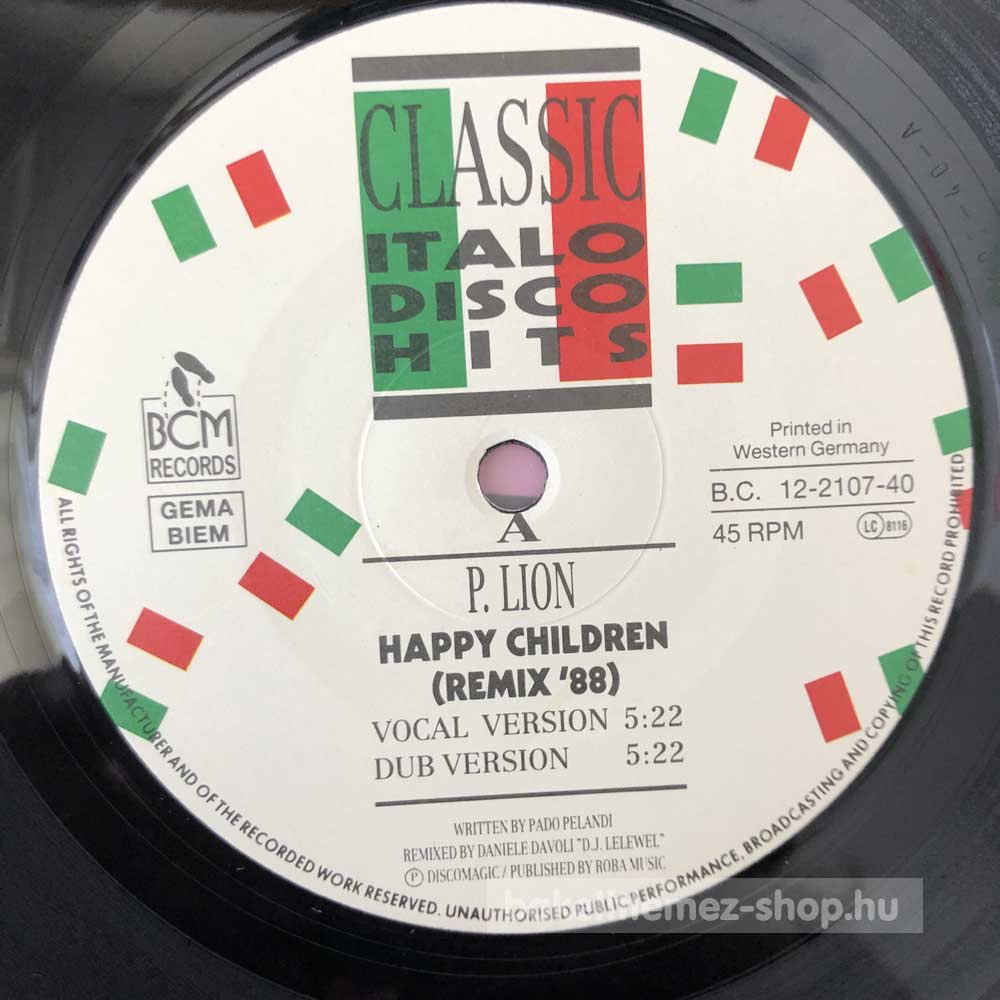 CLASSIC
ITALO
DISCO
HITS
BCM
RECORDS
GEMA
BIEM
Printed in
Western Germany
B.C. 12-2107-40
45 RPM
LC 8116
A
P. LION
HAPPY CHILDREN
(REMIX '88)
VOCAL VERSION 5:22
DUB VERSION 5:22
WRITTEN BY PADO PELANDI
REMIXED BY DANIELE DAVOLI "D.J. LELEWEL"
Ⓟ DISCOMAGIC / PUBLISHED BY ROBA MUSIC
ALL RIGHTS OF THE MANUFACTURER AND OF THE RECORDED WORK RESERVED. UNAUTHORISED PUBLIC PERFORMANCE, BROADCASTING AND COPYING OF THIS RECORD PROHIBITED
bakelitlemez-shop.hu